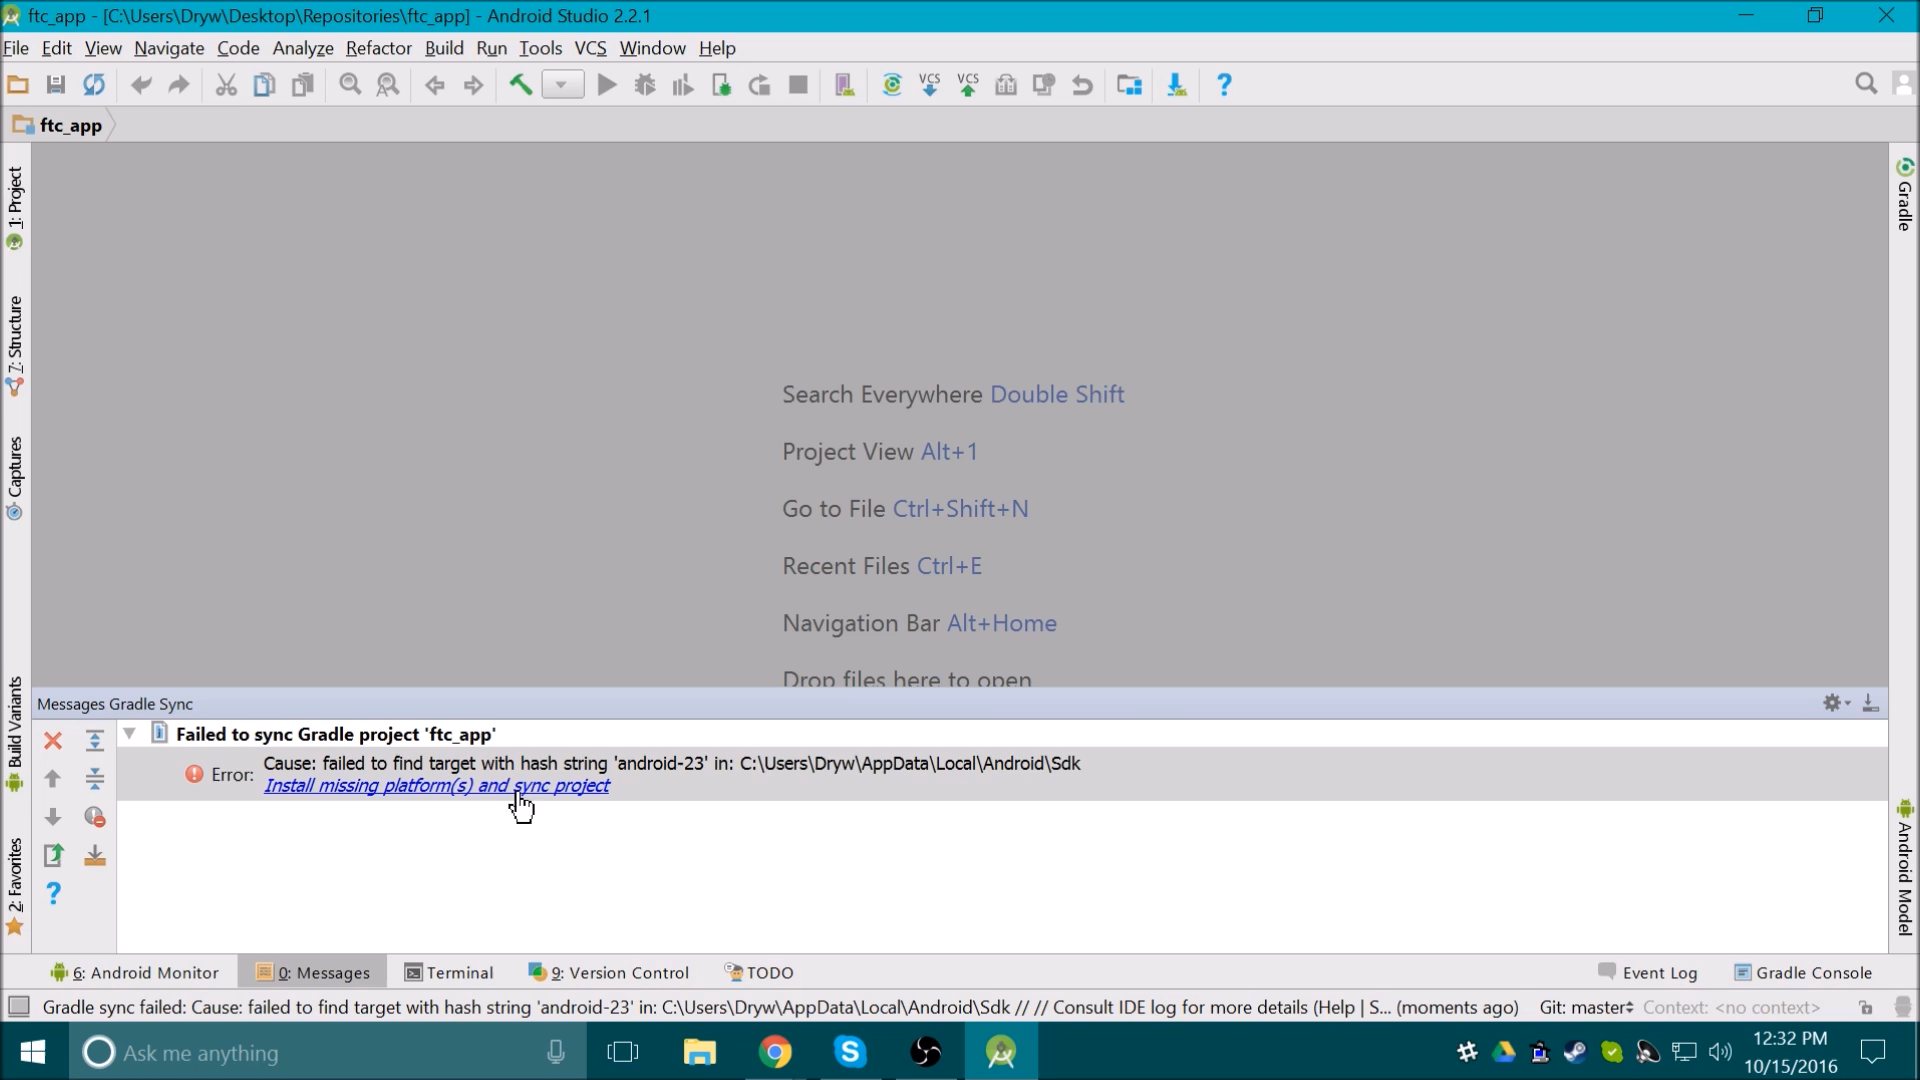 ftc_app - [C:\Users\Dryw\Desktop\Repositories\ftc_app] - Android Studio 2.2.1
File Edit View Navigate Code Analyze Refactor Build Run Tools VCS Window Help
VCS VCS
ftc_app
1: Project
7: Structure
Captures
Build Variants
2: Favorites
Gradle
Android Model
Search Everywhere Double Shift
Project View Alt+1
Go to File Ctrl+Shift+N
Recent Files Ctrl+E
Navigation Bar Alt+Home
Drop files here to open
Messages Gradle Sync
Failed to sync Gradle project 'ftc_app'
Error: Cause: failed to find target with hash string 'android-23' in: C:\Users\Dryw\AppData\Local\Android\Sdk
Install missing platform(s) and sync project
6: Android Monitor 0: Messages Terminal 9: Version Control TODO Event Log Gradle Console
Gradle sync failed: Cause: failed to find target with hash string 'android-23' in: C:\Users\Dryw\AppData\Local\Android\Sdk // // Consult IDE log for more details (Help | S... (moments ago) Git: master Context: <no context>
Ask me anything
12:32 PM
10/15/2016